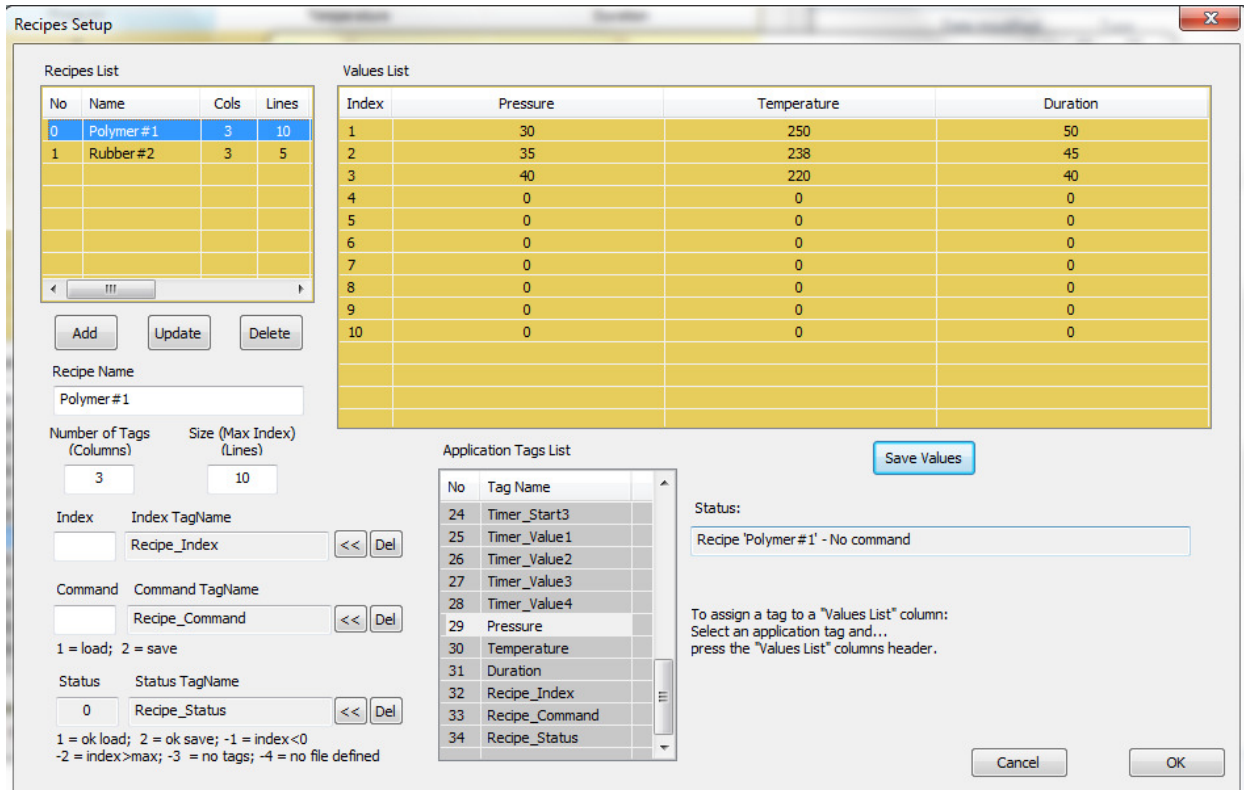 Temperature Duration
Recipes Setup
Recipes List
No Name Cols Lines
0 Polymer#1 3 10
1 Rubber#2 3 5
Values List
Index Pressure Temperature Duration
1 30 250 50
2 35 238 45
3 40 220 40
4 0 0 0
5 0 0 0
6 0 0 0
7 0 0 0
8 0 0 0
9 0 0 0
10 0 0 0
Add Update Delete
Recipe Name
Polymer#1
Number of Tags
(Columns)
3
Size (Max Index)
(Lines)
10
Index Index TagName
Recipe_Index << Del
Command Command TagName
Recipe_Command << Del
1 = load; 2 = save
Status Status TagName
0 Recipe_Status << Del
1 = ok load; 2 = ok save; -1 = index<0
-2 = index>max; -3 = no tags; -4 = no file defined
Application Tags List
No Tag Name
24 Timer_Start3
25 Timer_Value1
26 Timer_Value2
27 Timer_Value3
28 Timer_Value4
29 Pressure
30 Temperature
31 Duration
32 Recipe_Index
33 Recipe_Command
34 Recipe_Status
Save Values
Status:
Recipe 'Polymer#1' - No command
To assign a tag to a "Values List" column:
Select an application tag and...
press the "Values List" columns header.
Cancel OK